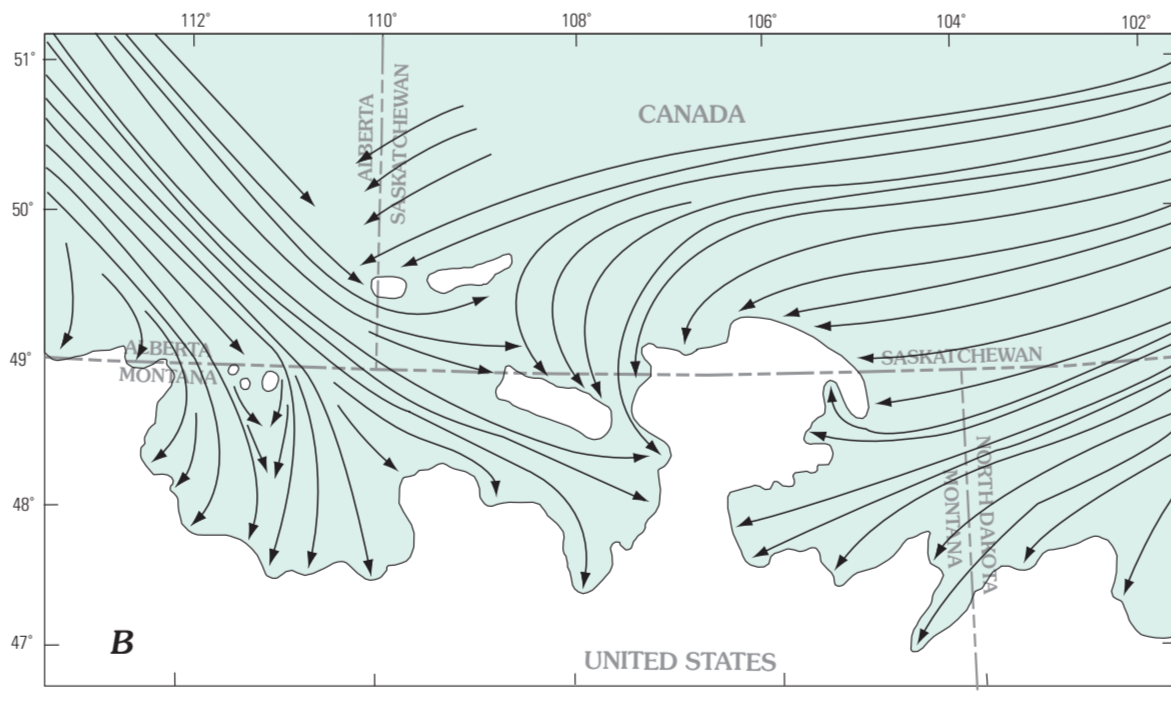 112° 110° 108° 106° 104° 102°
51°
ALBERTA
SASKATCHEWAN
CANADA
50°
49°
ALBERTA
MONTANA
SASKATCHEWAN
48°
MONTANA
NORTH DAKOTA
47°
B
UNITED STATES